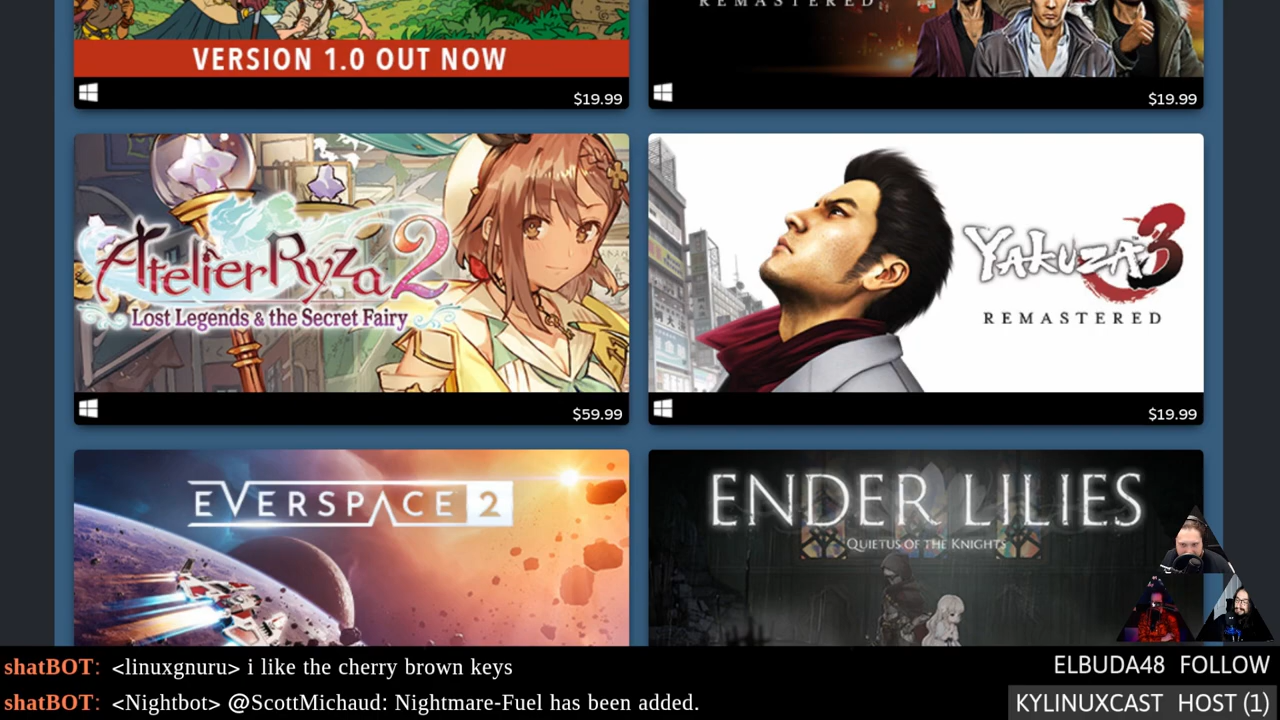 REMASTERED
VERSION 1.0 OUT NOW
$19.99
$19.99
Atelier Ryza 2
Lost Legends & the Secret Fairy
YAKUZA 3
REMASTERED
$59.99
$19.99
EVERSPACE 2
ENDER LILIES
QUIETUS OF THE KNIGHTS
shatBOT: <linuxgnuru> i like the cherry brown keys
ELBUDA48 FOLLOW
shatBOT: <Nightbot> @ScottMichaud: Nightmare-Fuel has been added.
KYLINUXCAST HOST (1)